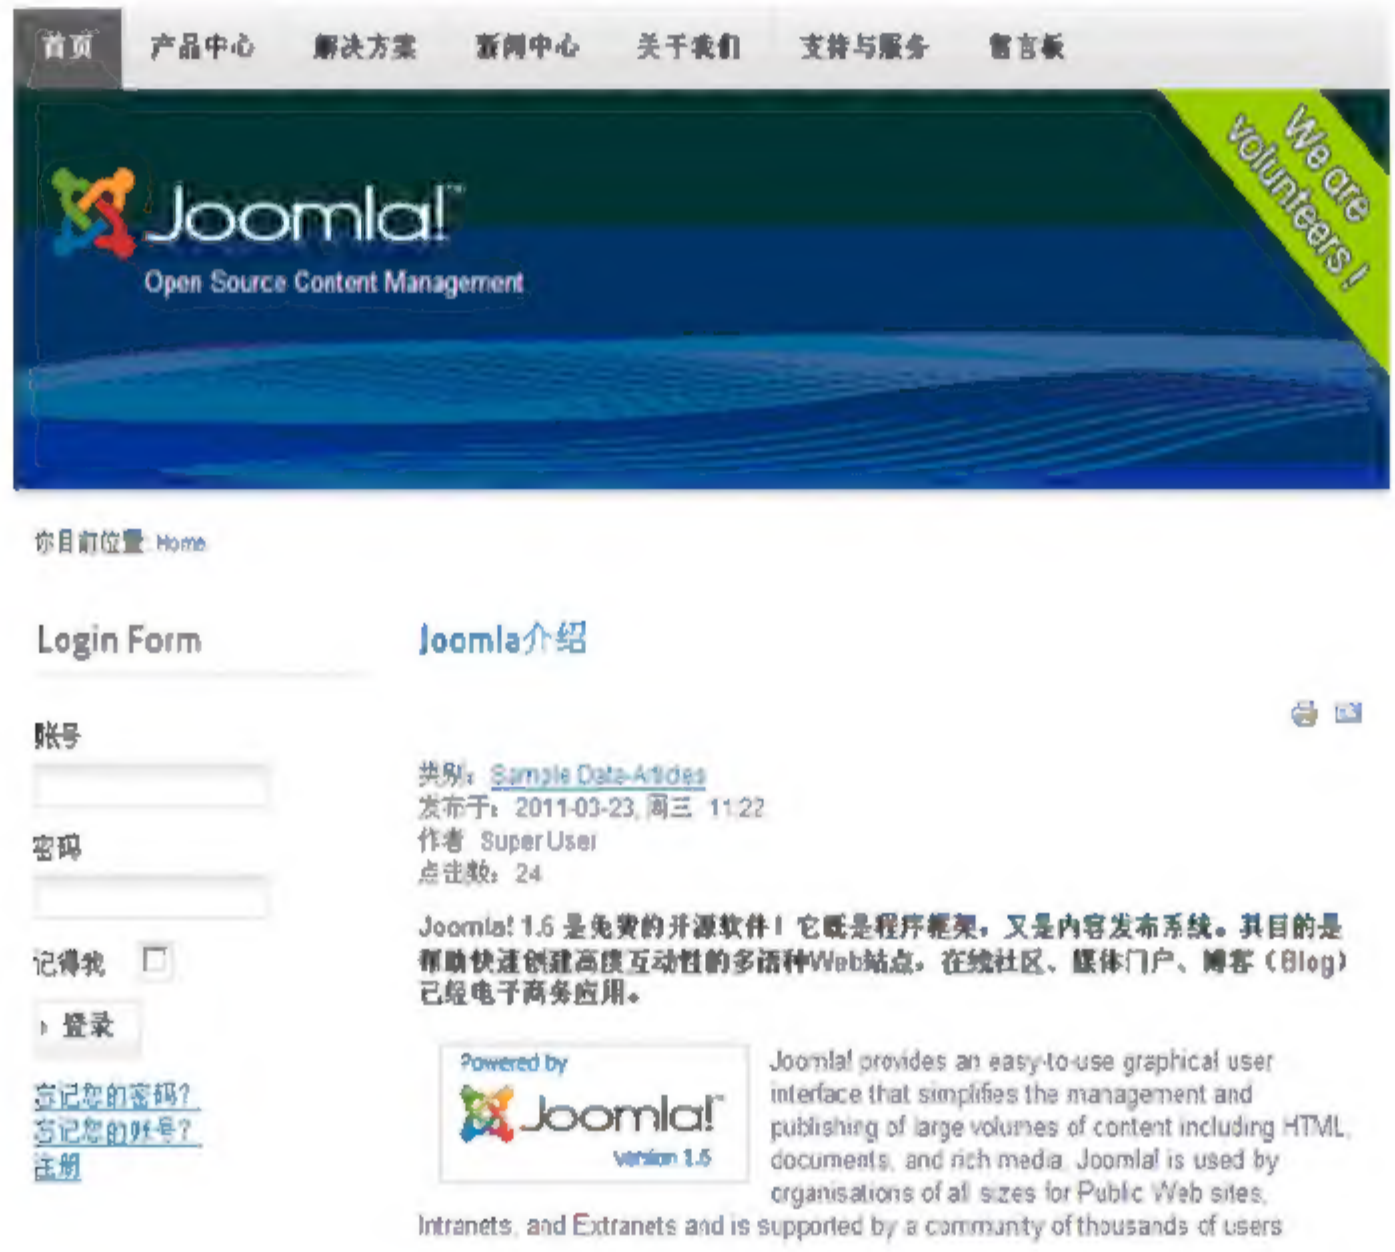 首页 产品中心 解决方案 新闻中心 关于我们 支持与服务 留言板
We are
volunteers !
Joomla!™
Open Source Content Management
你目前位置 Home
Login Form
账号
密码
记得我
登录
忘记您的密码?
忘记您的账号?
注册
Joomla介绍
类别： Sample Data-Articles
发布于： 2011-03-23, 周三 11:22
作者 Super User
点击数： 24
Joomla! 1.5 是免费的开源软件！它既是程序框架，又是内容发布系统。其目的是
帮助快速创建高度互动性的多语种Web站点，在线社区、媒体门户、博客（Blog）
已经电子商务应用。
Powered by
Joomla!™
version 1.5
Joomla! provides an easy-to-use graphical user
interface that simplifies the management and
publishing of large volumes of content including HTML,
documents, and rich media. Joomla! is used by
organisations of all sizes for Public Web sites,
Intranets, and Extranets and is supported by a community of thousands of users